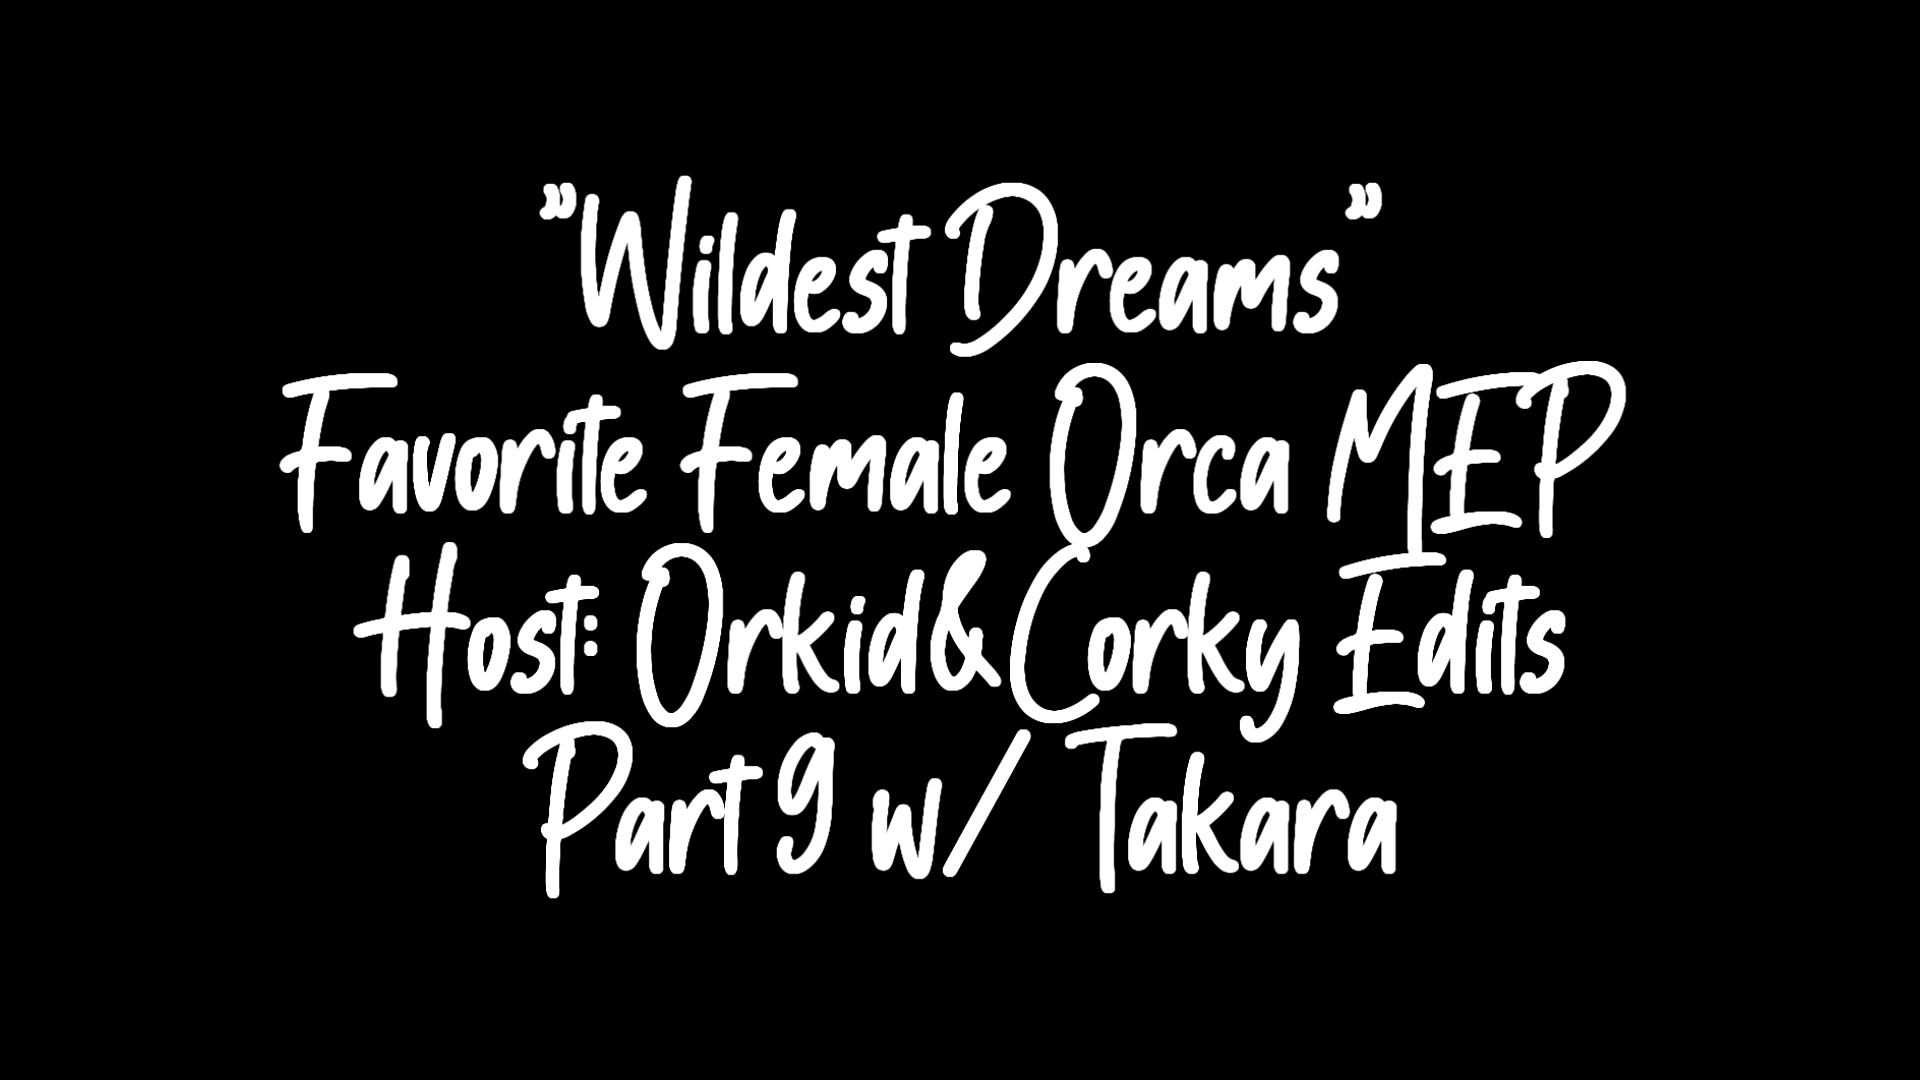 "Wildest Dreams"
Favorite Female Orca MEP
Host: Orkid&Corky Edits
Part 9 w/ Takara